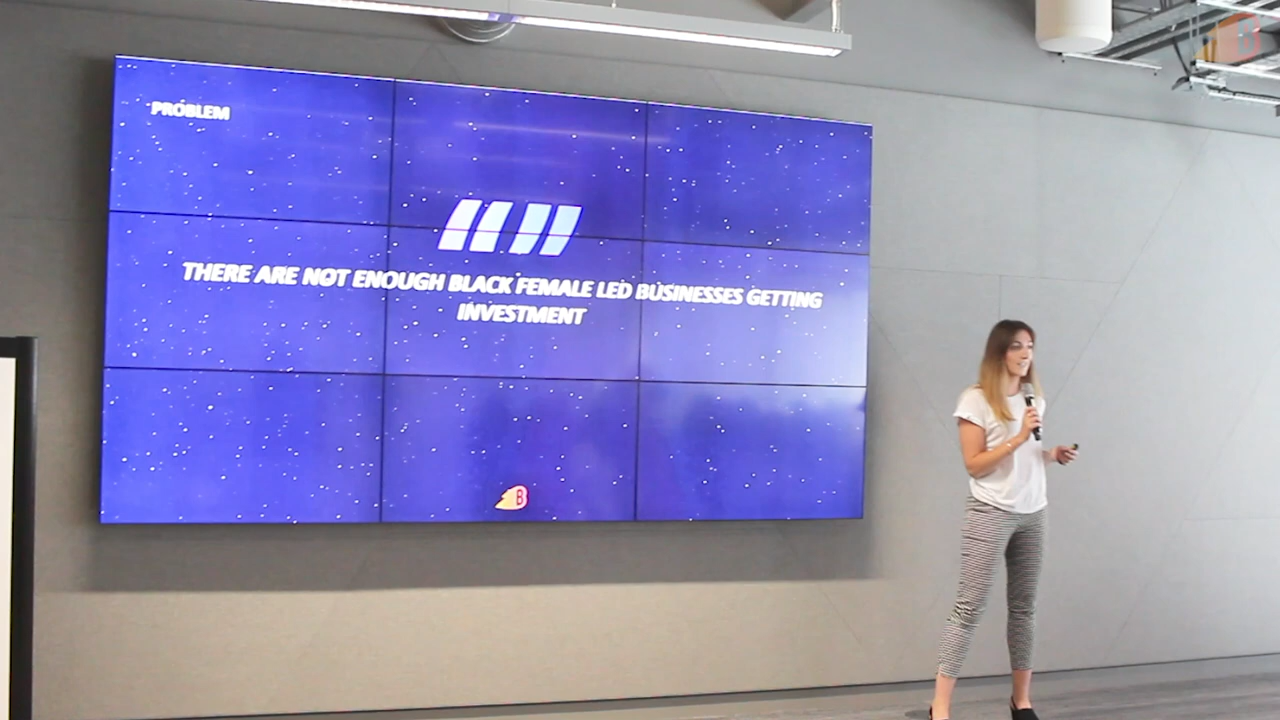 PROBLEM
THERE ARE NOT ENOUGH BLACK FEMALE LED BUSINESSES GETTING
INVESTMENT
B
B